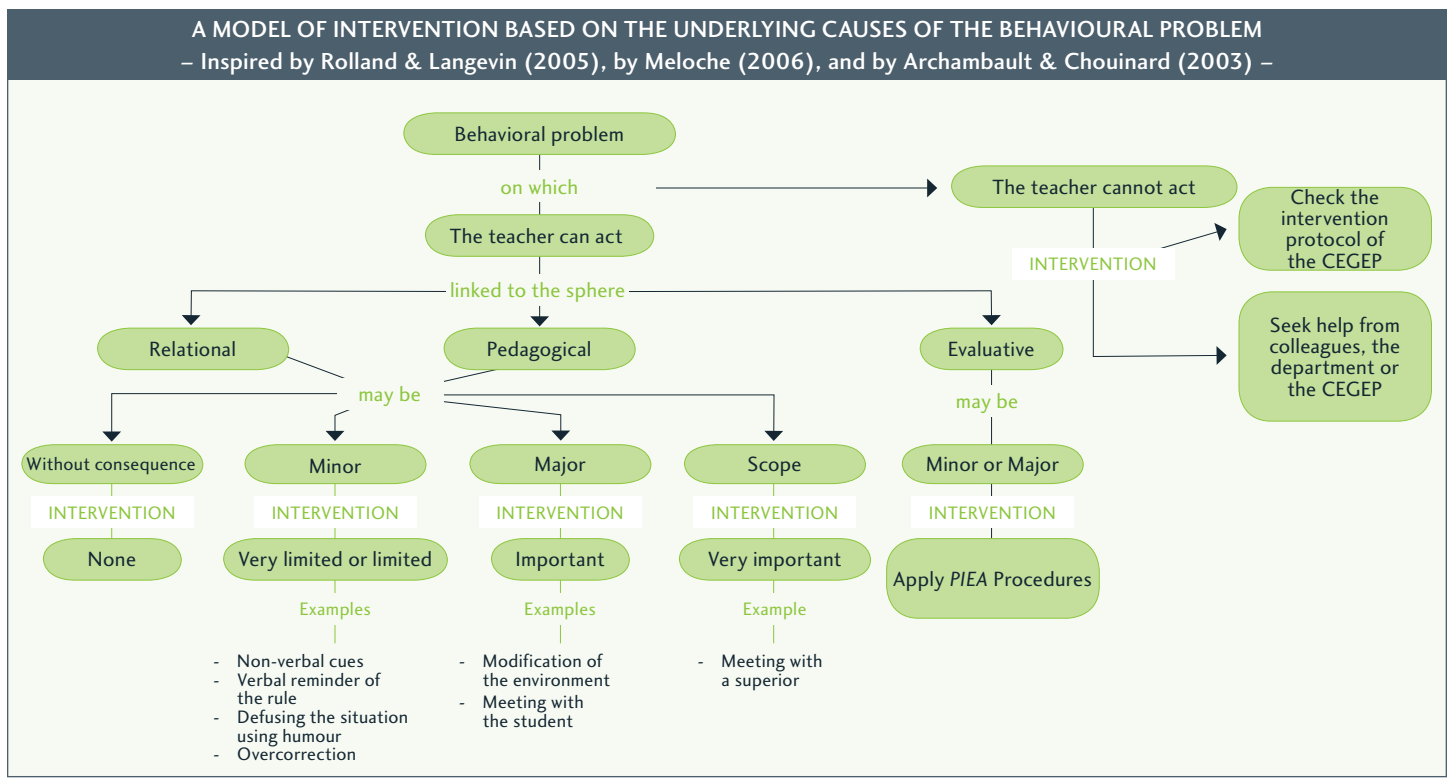 A MODEL OF INTERVENTION BASED ON THE UNDERLYING CAUSES OF THE BEHAVIOURAL PROBLEM
– Inspired by Rolland & Langevin (2005), by Meloche (2006), and by Archambault & Chouinard (2003) –
Behavioral problem
on which
The teacher cannot act
Check the
intervention
protocol of
the CEGEP
The teacher can act
INTERVENTION
linked to the sphere
Seek help from
colleagues, the
department or
the CEGEP
Relational
Pedagogical
Evaluative
may be
may be
Without consequence
Minor
Major
Scope
Minor or Major
INTERVENTION
INTERVENTION
INTERVENTION
INTERVENTION
INTERVENTION
None
Very limited or limited
Important
Very important
Apply PIEA Procedures
Examples
Examples
Example
- Non-verbal cues
- Verbal reminder of
the rule
- Defusing the situation
using humour
- Overcorrection
- Modification of
the environment
- Meeting with
the student
- Meeting with
a superior